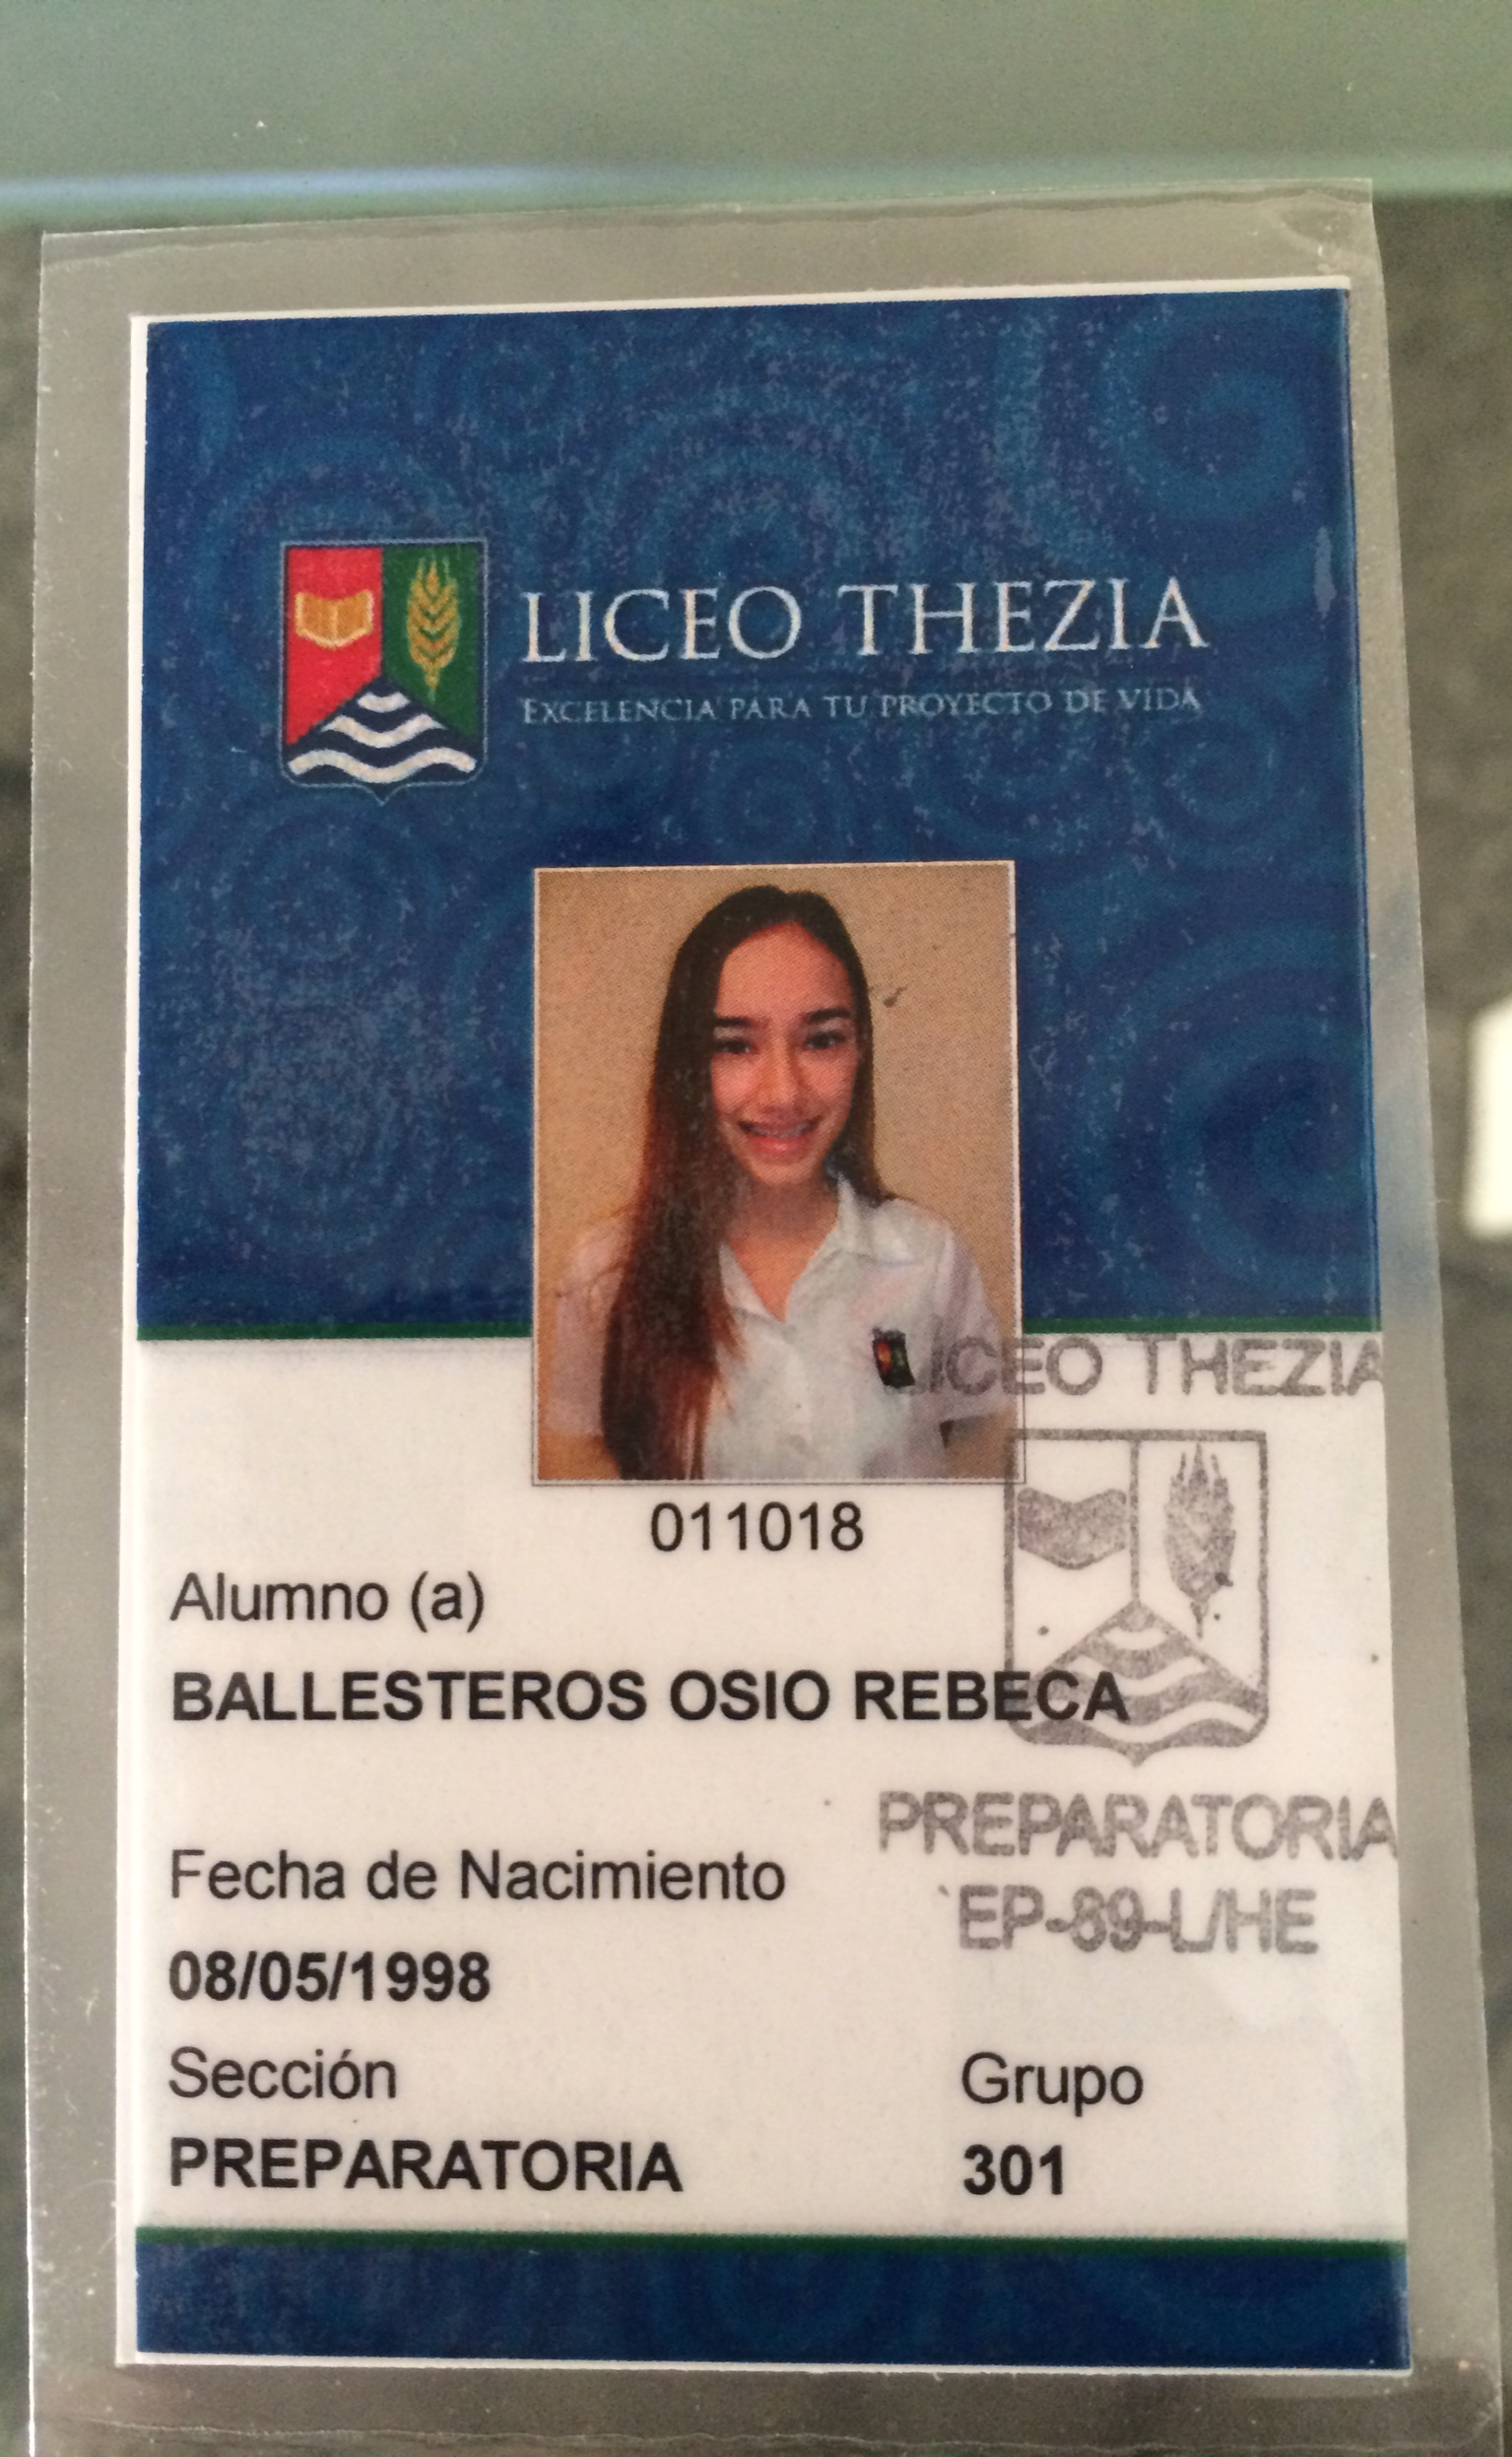 LICEO THEZIA
EXCELENCIA PARA TU PROYECTO DE VIDA
LICEO THEZIA
011018
Alumno (a)
BALLESTEROS OSIO REBECA
PREPARATORIA
Fecha de Nacimiento
EP-89-L/HE
08/05/1998
Sección Grupo
PREPARATORIA 301